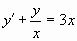 y' + y/x = 3x